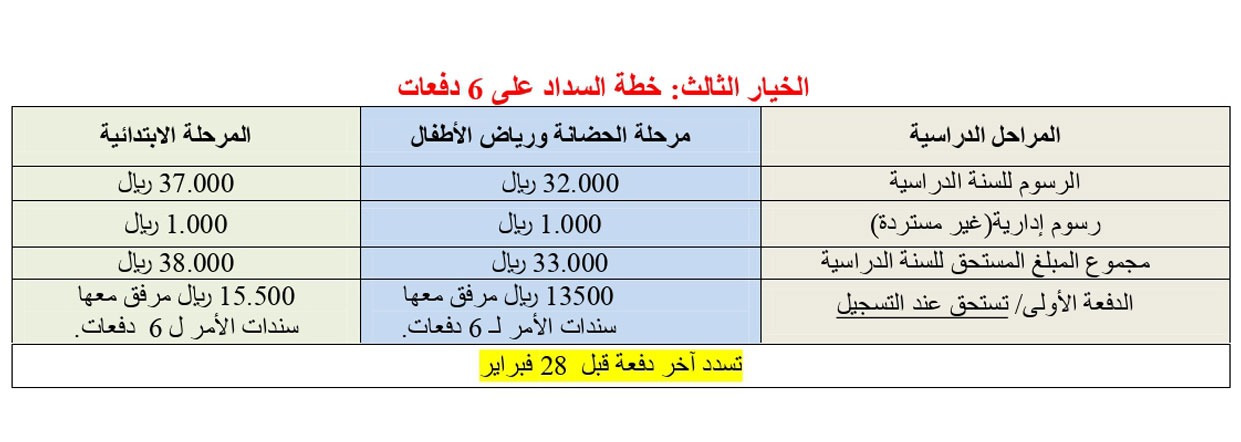 الخيار الثالث: خطة السداد على 6 دفعات
المراحل الدراسية مرحلة الحضانة ورياض الأطفال المرحلة الابتدائية
الرسوم للسنة الدراسية 32.000 ريال 37.000 ريال
رسوم إدارية(غير مستردة) 1.000 ريال 1.000 ريال
مجموع المبلغ المستحق للسنة الدراسية 33.000 ريال 38.000 ريال
الدفعة الأولى/ تستحق عند التسجيل 13500 ريال مرفق معها 15.500 ريال مرفق معها
سندات الأمر لـ 6 دفعات. سندات الأمر ل 6 دفعات.
تسدد آخر دفعة قبل 28 فبراير